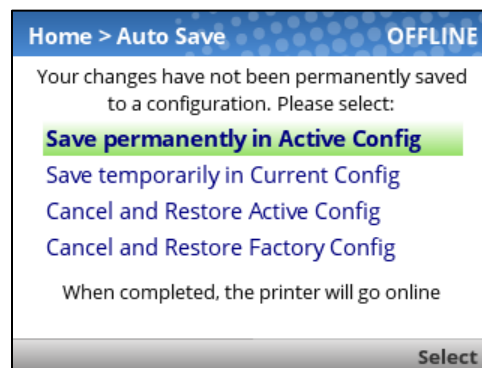 Home > Auto Save OFFLINE
Your changes have not been permanently saved
to a configuration. Please select:
Save permanently in Active Config
Save temporarily in Current Config
Cancel and Restore Active Config
Cancel and Restore Factory Config
When completed, the printer will go online
Select